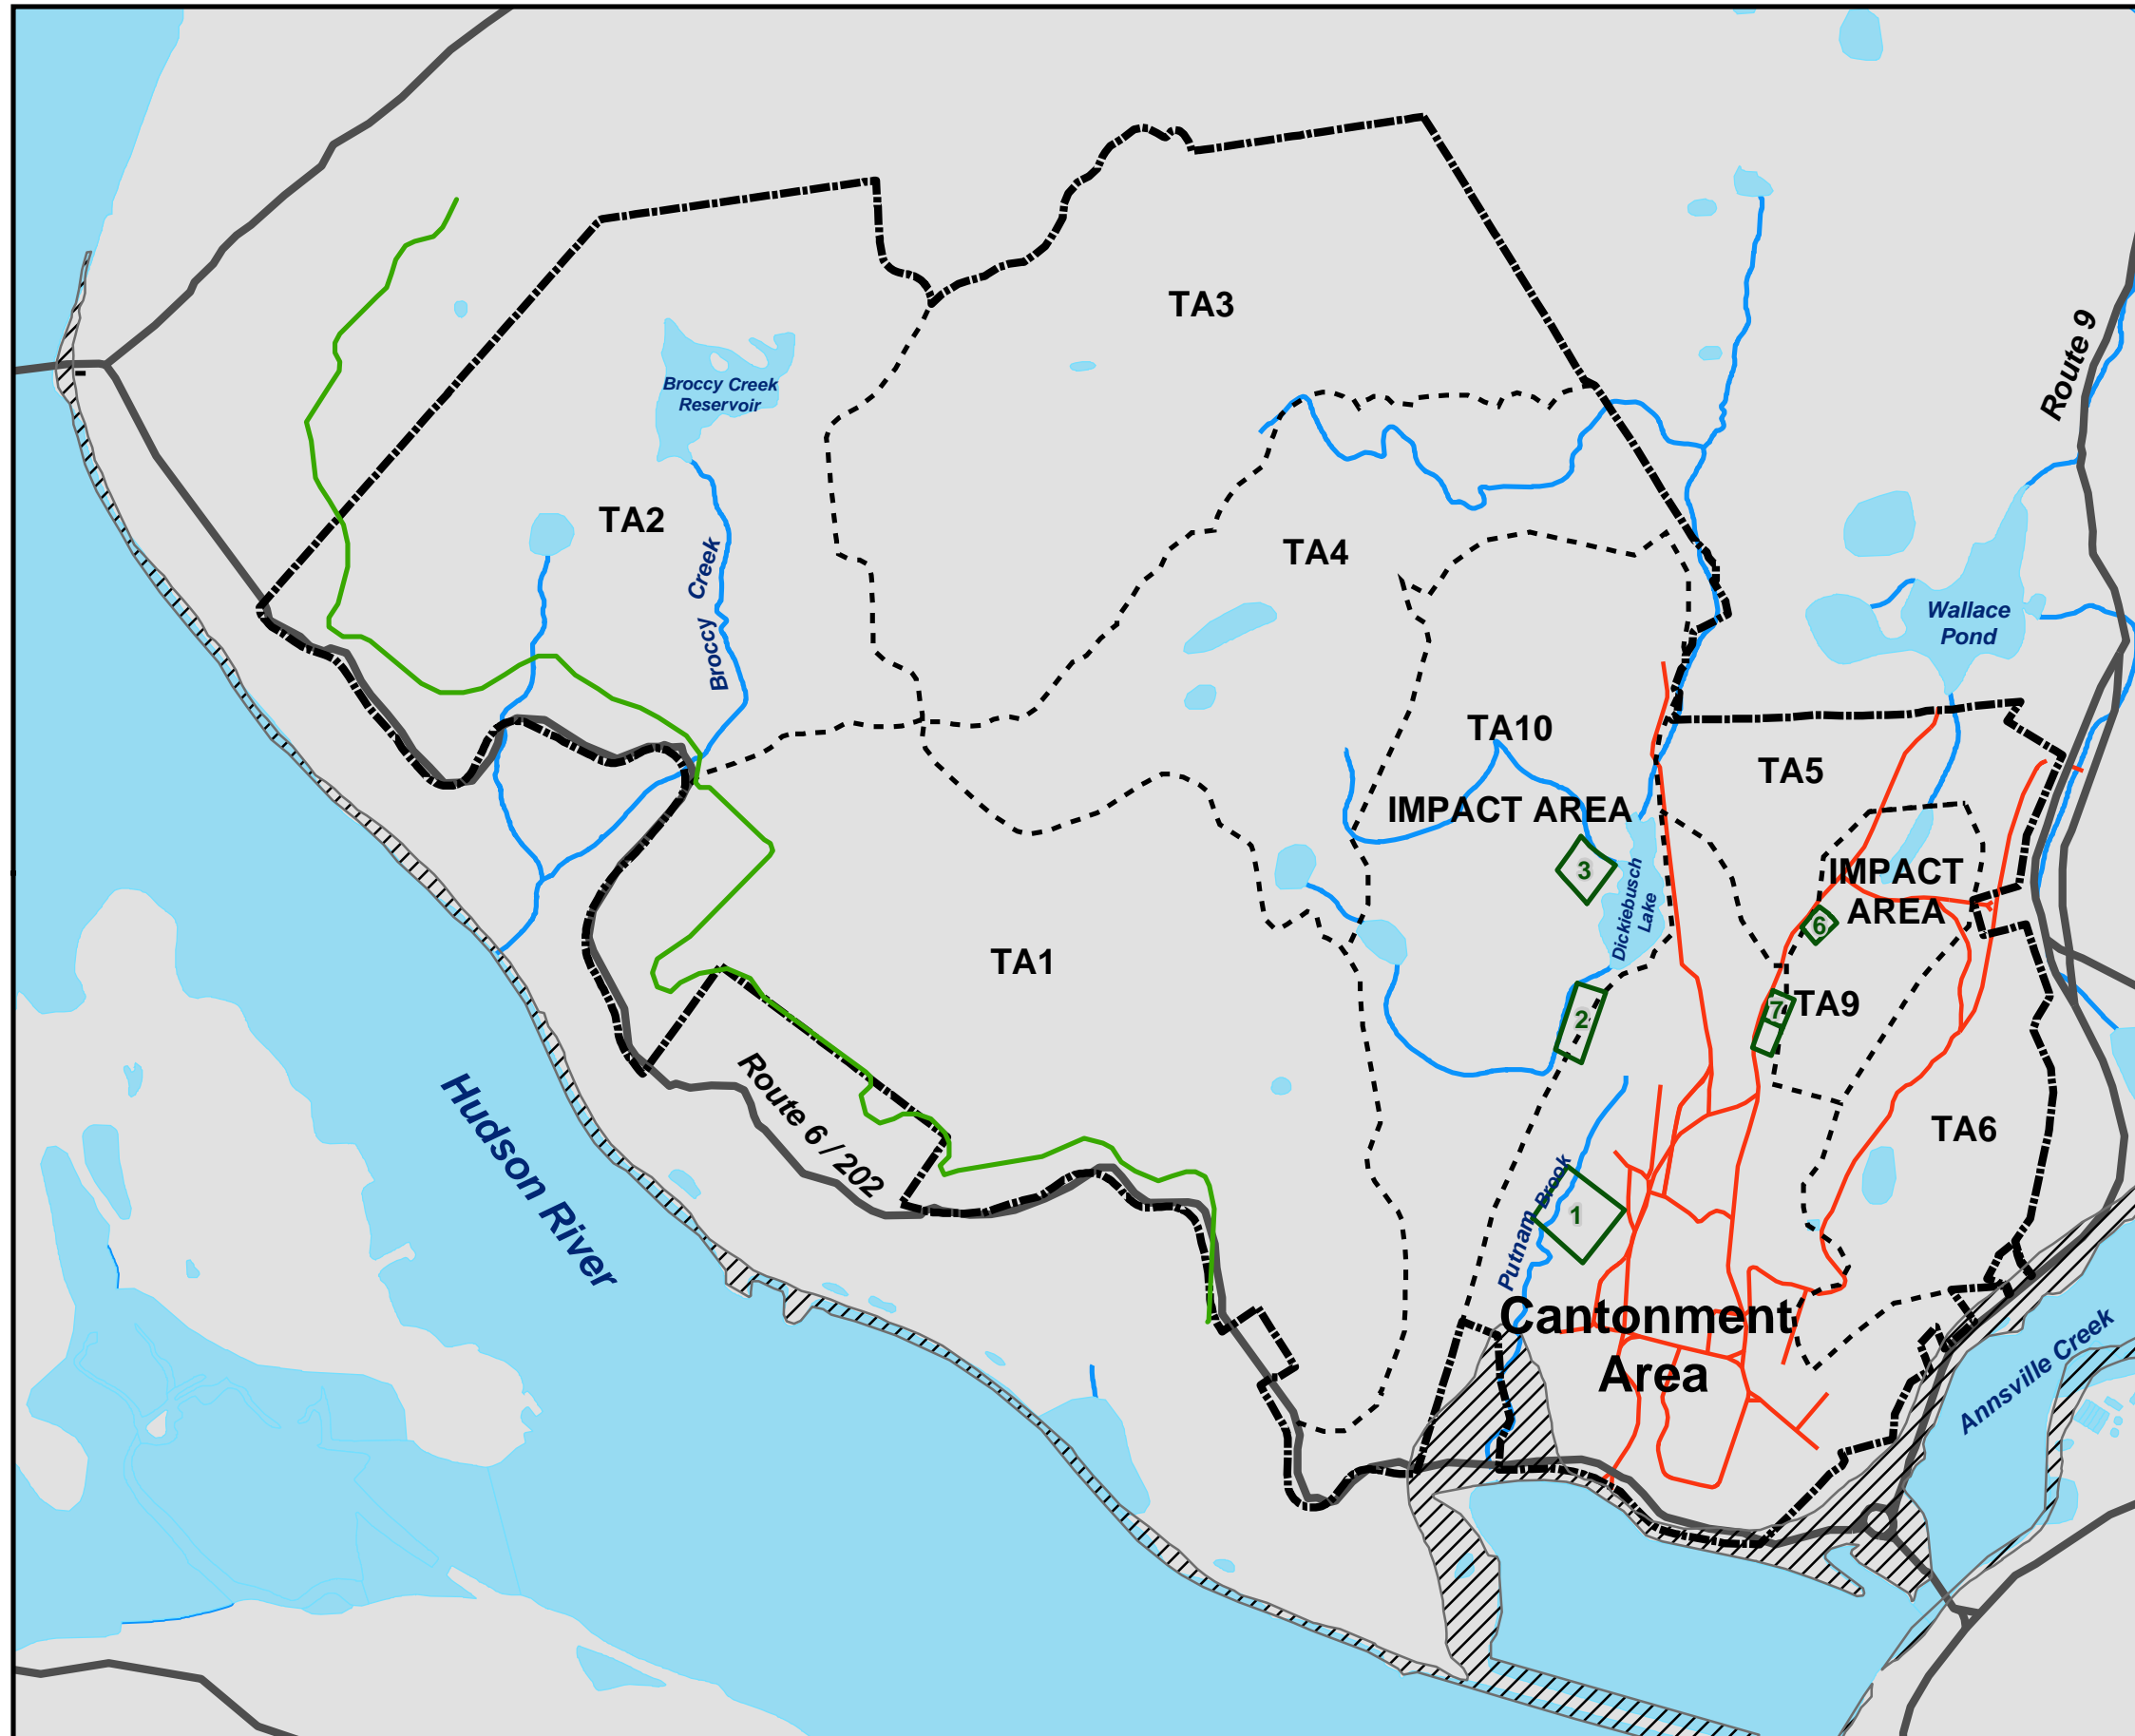 TA3
Route 9
Broccy Creek
Reservoir
TA2
TA4
Broccy Creek
Wallace
Pond
TA10
TA5
IMPACT AREA
3
IMPACT
AREA
Dickiebusch
Lake
6
TA1
2
7
TA9
Route 6 / 202
Hudson River
TA6
Putnam Brook
1
Cantonment
Area
Annsville Creek